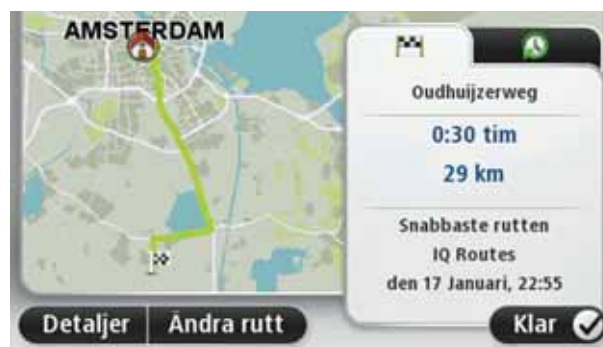 AMSTERDAM
Oudhuijzerweg
0:30 tim
29 km
Snabbaste rutten
IQ Routes
den 17 Januari, 22:55
Detaljer
Ändra rutt
Klar